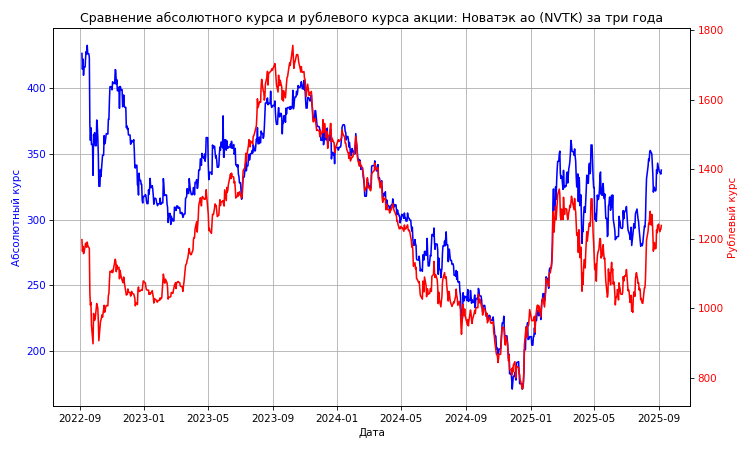 Сравнение абсолютного курса и рублевого курса акции: Новатэк ао (NVTK) за три года
Абсолютный курс
400
350
300
250
200
1800
1600
1400
1200
1000
800
Рублевый курс
2022-09 2023-01 2023-05 2023-09 2024-01 2024-05 2024-09 2025-01 2025-05 2025-09
Дата